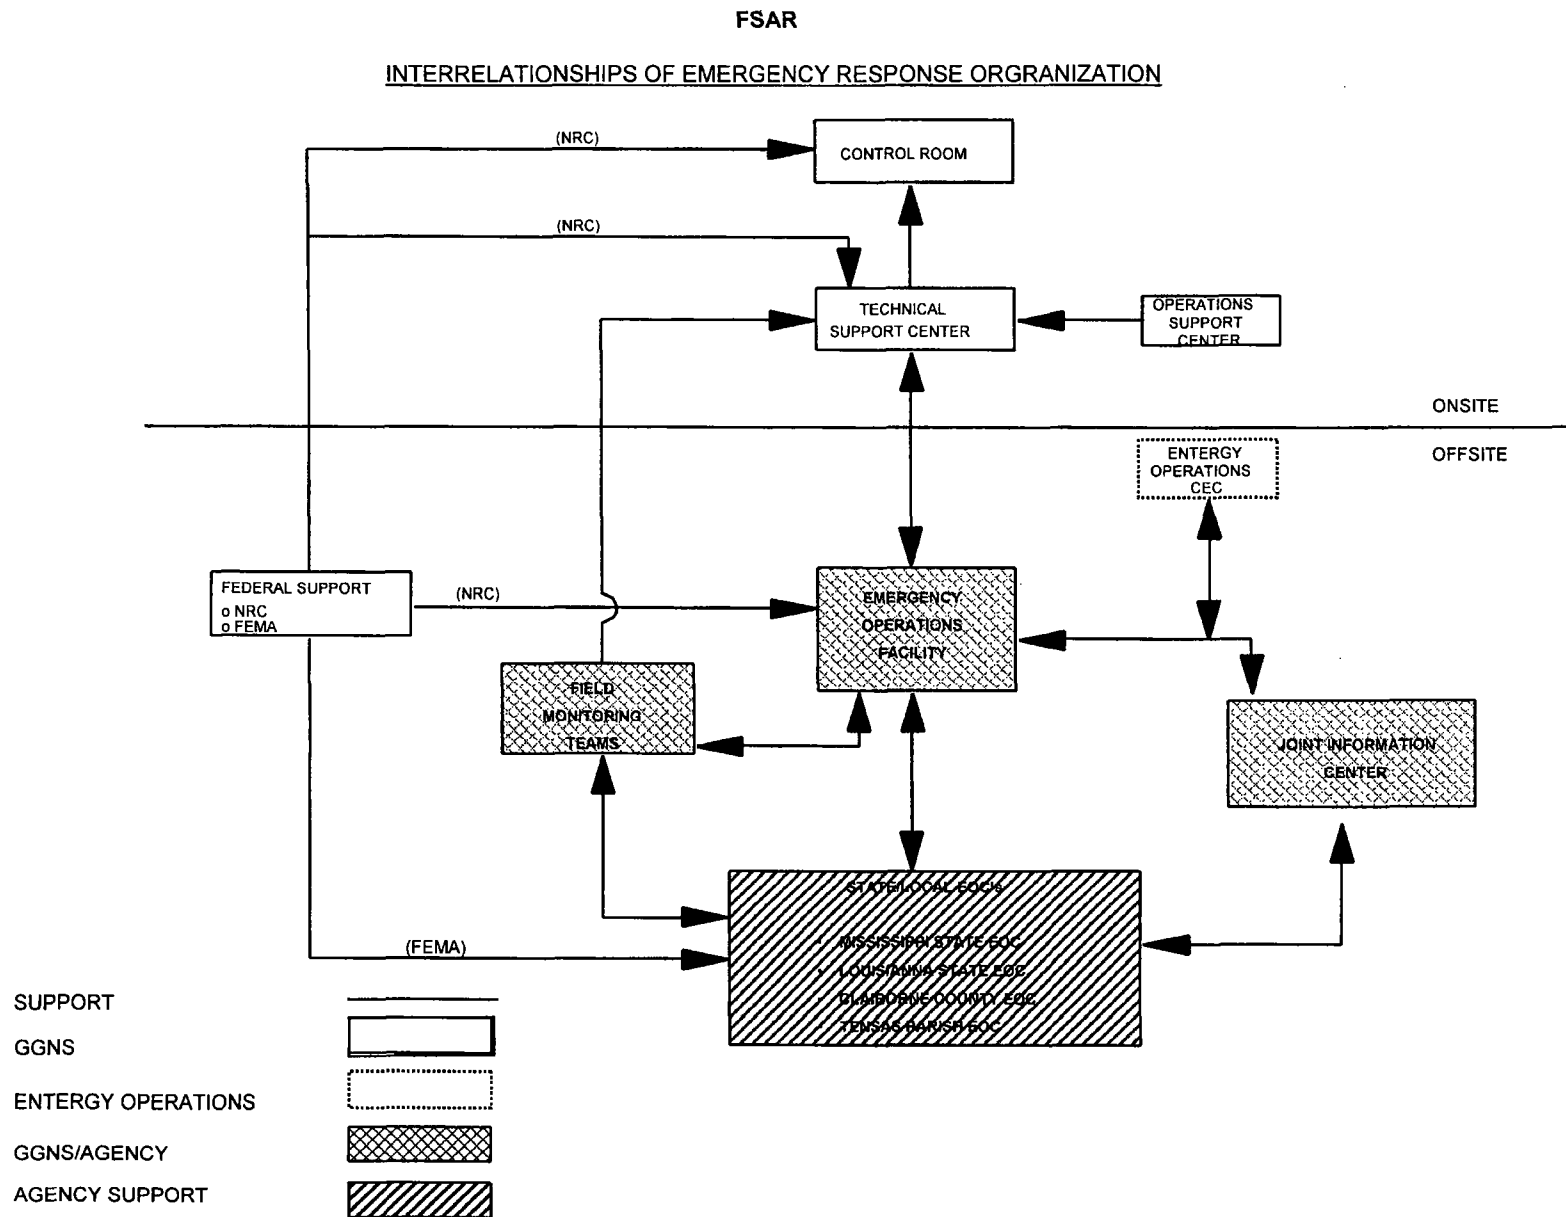 FSAR
INTERRELATIONSHIPS OF EMERGENCY RESPONSE ORGRANIZATION
(NRC)
CONTROL ROOM
(NRC)
TECHNICAL
SUPPORT CENTER
OPERATIONS
SUPPORT
CENTER
ONSITE
OFFSITE
ENTERGY
OPERATIONS
CEC
FEDERAL SUPPORT
o NRC
o FEMA
(NRC)
EMERGENCY
OPERATIONS
FACILITY
FIELD
MONITORING
TEAMS
JOINT INFORMATION
CENTER
STATE/LOCAL EOC's
· MISSISSIPPI STATE EOC
· LOUISIANNA STATE EOC
· CLAIBORNE COUNTY EOC
· TENSAS PARISH EOC
(FEMA)
SUPPORT
GGNS
ENTERGY OPERATIONS
GGNS/AGENCY
AGENCY SUPPORT